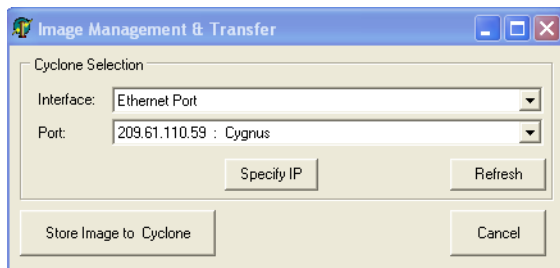 Image Management & Transfer
Cyclone Selection
Interface: Ethernet Port
Port: 209.61.110.59 : Cygnus
Specify IP Refresh
Store Image to Cyclone Cancel